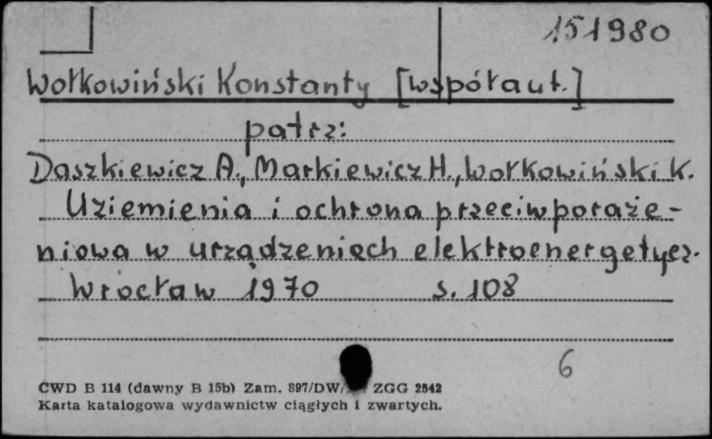 151980
Wołkowiński Konstanty [współaut.]
patrz:
Daszkiewicz A., Markiewicz H., Wołkowiński K.
Uziemienia i ochrona przeciwporaże-
niowa w urządzeniach elektroenergetycz.
Wrocław 1970 s. 108
6
CWD B 114 (dawny B 15b) Zam. 897/DW/ ZGG 2542
Karta katalogowa wydawnictw ciągłych i zwartych.